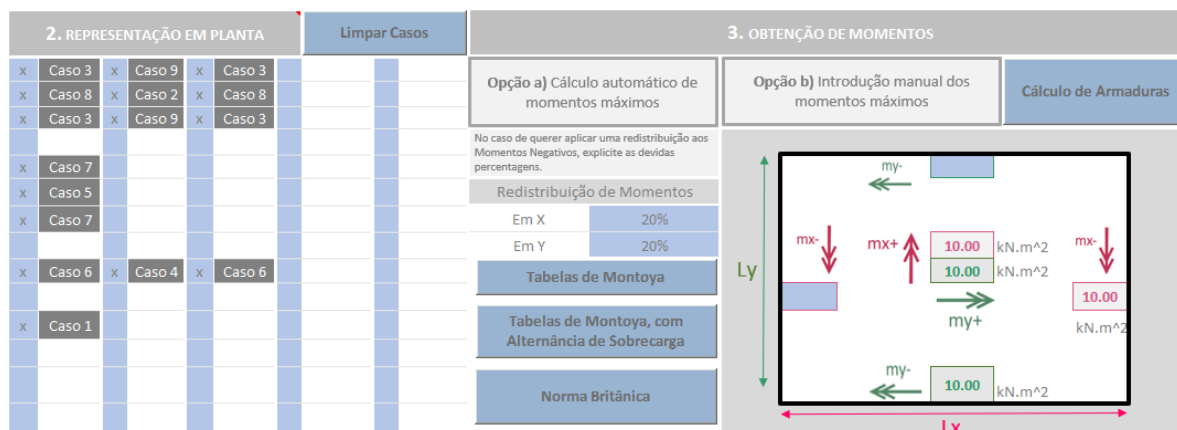 2. REPRESENTAÇÃO EM PLANTA
Limpar Casos
x Caso 3 x Caso 9 x Caso 3
x Caso 8 x Caso 2 x Caso 8
x Caso 3 x Caso 9 x Caso 3
x Caso 7
x Caso 5
x Caso 7
x Caso 6 x Caso 4 x Caso 6
x Caso 1
3. OBTENÇÃO DE MOMENTOS
Opção a) Cálculo automático de
momentos máximos
No caso de querer aplicar uma redistribuição aos
Momentos Negativos, explicite as devidas
percentagens.
Redistribuição de Momentos
Em X 20%
Em Y 20%
Tabelas de Montoya
Tabelas de Montoya, com
Alternância de Sobrecarga
Norma Britânica
Opção b) Introdução manual dos
momentos máximos
Cálculo de Armaduras
my-
mx- mx+ 10.00 kN.m^2 mx-
10.00 kN.m^2
Ly
10.00
my+
kN.m^2
my-
10.00 kN.m^2
Lx